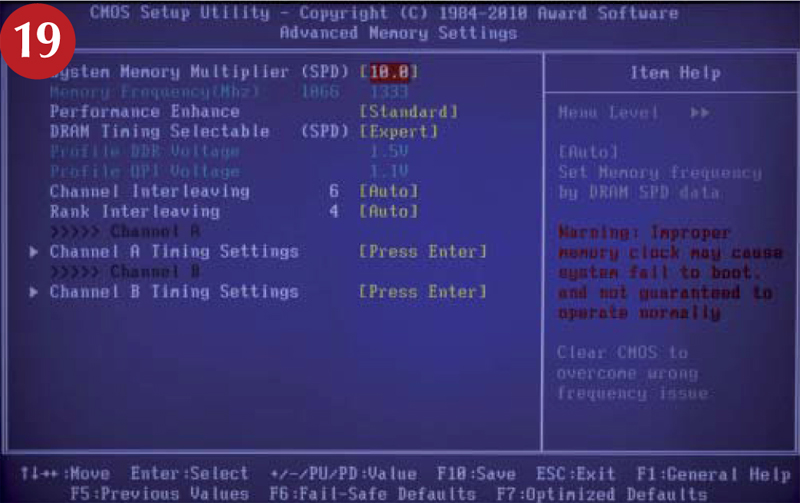 19
CMOS Setup Utility - Copyright (C) 1984-2010 Award Software
Advanced Memory Settings
System Memory Multiplier (SPD) [10.0]
Memory Frequency(Mhz) 1066 1333
Performance Enhance [Standard]
DRAM Timing Selectable (SPD) [Expert]
Profile DDR Voltage 1.5V
Profile QPI Voltage 1.1V
Channel Interleaving 6 [Auto]
Rank Interleaving 4 [Auto]
>>>>> Channel A
▶ Channel A Timing Settings [Press Enter]
>>>>> Channel B
▶ Channel B Timing Settings [Press Enter]
Item Help
Menu Level ▶▶
[Auto]
Set Memory frequency
by DRAM SPD data
Warning: Improper
memory clock may cause
system fail to boot.
and not guaranteed to
operate normally
Clear CMOS to
overcome wrong
frequency issue
↑↓→←:Move Enter:Select +/-/PU/PD:Value F10:Save ESC:Exit F1:General Help
F5:Previous Values F6:Fail-Safe Defaults F7:Optimized Defaults